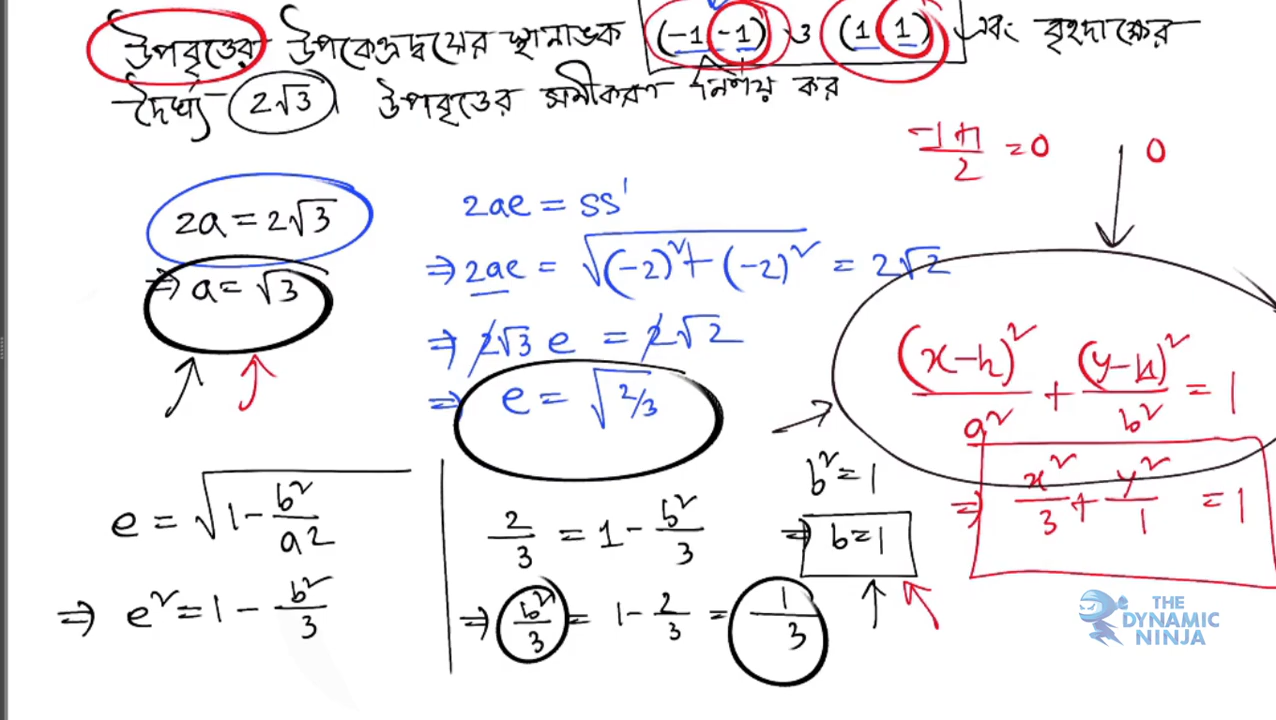 উপবৃত্তের উপকেন্দ্রদ্বয়ের স্থানাঙ্ক (-1 -1) ও (1 1) এবং বৃহদাক্ষের
দৈর্ঘ্য 2√3 উপবৃত্তের সমীকরণ নির্ণয় কর
(-1+1)/2 = 0
0
2a = 2√3
⇒ a = √3
2ae = ss'
⇒ 2ae = √((-2)² + (-2)²) = 2√2
⇒ 2√3 e = 2√2
⇒ e = √(2/3)
(x-h)²/a² + (y-k)²/b² = 1
⇒ x²/3 + y²/1 = 1
e = √(1 - b²/a2)
⇒ e² = 1 - b²/3
2/3 = 1 - b²/3
⇒ b²/3 = 1 - 2/3 = 1/3
b² = 1
⇒ b = 1
THE
DYNAMIC
NINJA